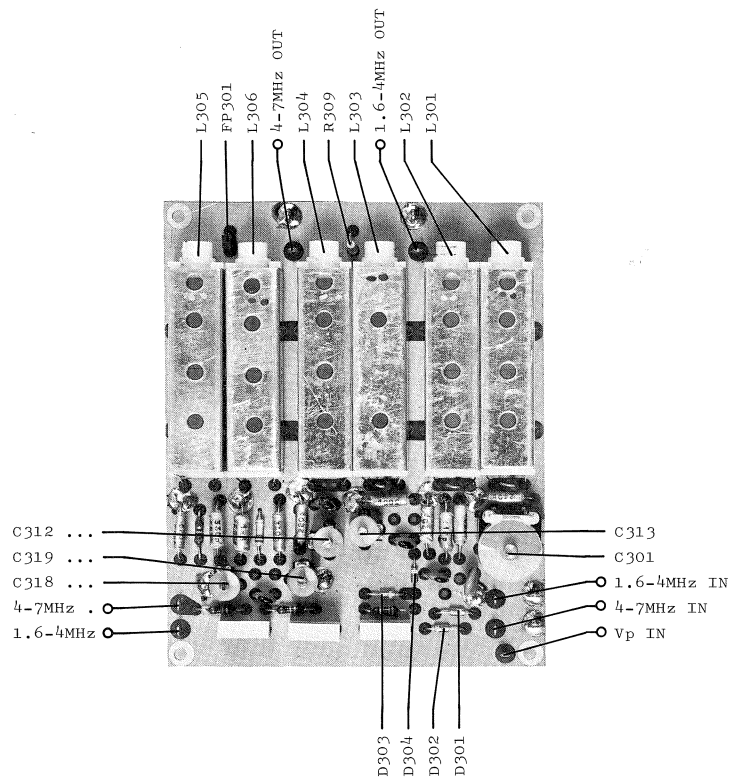 L305
FP301
L306
4-7MHz OUT
L304
R309
L303
1.6-4MHz OUT
L302
L301
C312 ...
C319 ...
C318 ...
4-7MHz .
1.6-4MHz
C313
C301
1.6-4MHz IN
4-7MHz IN
Vp IN
D303
D304
D302
D301